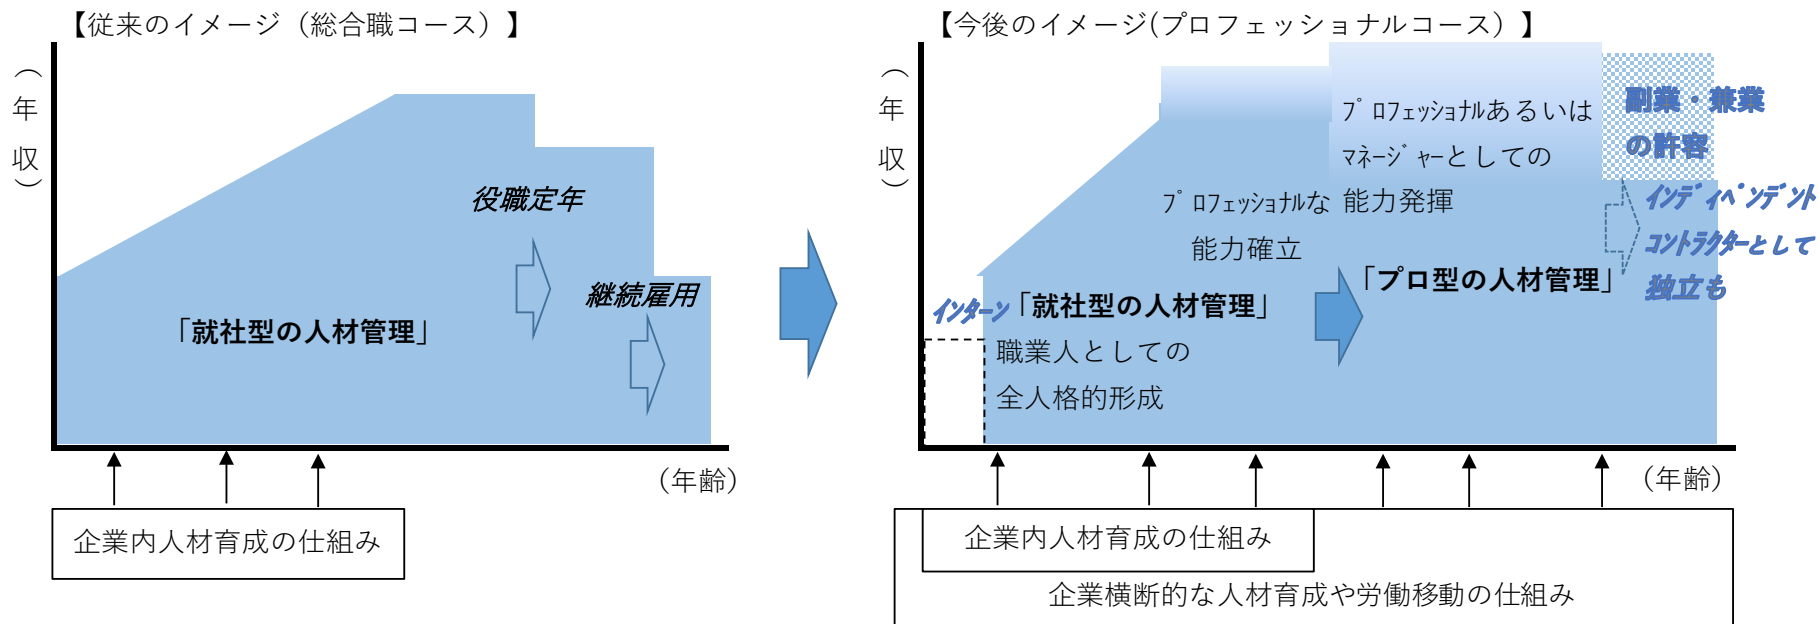 【従来のイメージ（総合職コース）】
（年収）
役職定年
継続雇用
「就社型の人材管理」
（年齢）
企業内人材育成の仕組み
【今後のイメージ(プロフェッショナルコース）】
（年収）
ﾌﾟﾛﾌｪｯｼｮﾅﾙあるいは
ﾏﾈｰｼﾞｬｰとしての
能力発揮
副業・兼業
の許容
ﾌﾟﾛﾌｪｯｼｮﾅﾙな
能力確立
ｲﾝﾃﾞｨﾍﾟﾝﾃﾞﾝﾄ
ｺﾝﾄﾗｸﾀｰとして
独立も
「プロ型の人材管理」
ｲﾝﾀｰﾝ
「就社型の人材管理」
職業人としての
全人格的形成
（年齢）
企業内人材育成の仕組み
企業横断的な人材育成や労働移動の仕組み